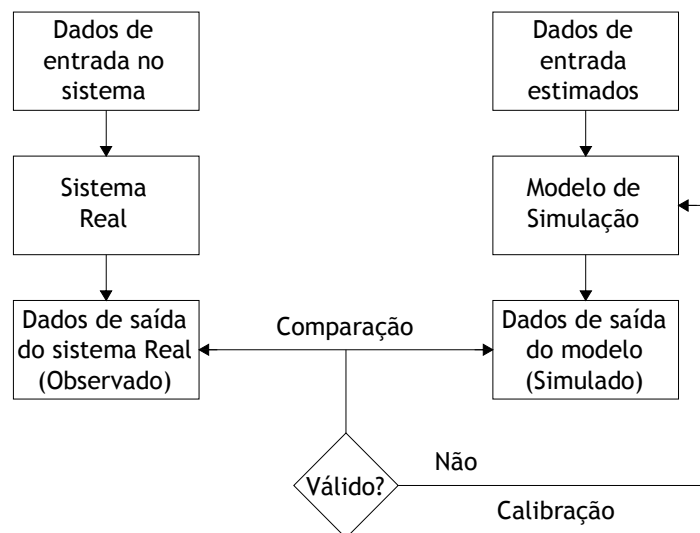 Dados de
entrada no
sistema
Dados de
entrada
estimados
Sistema
Real
Modelo de
Simulação
Dados de saída
do sistema Real
(Observado)
Comparação
Dados de saída
do modelo
(Simulado)
Válido?
Não
Calibração